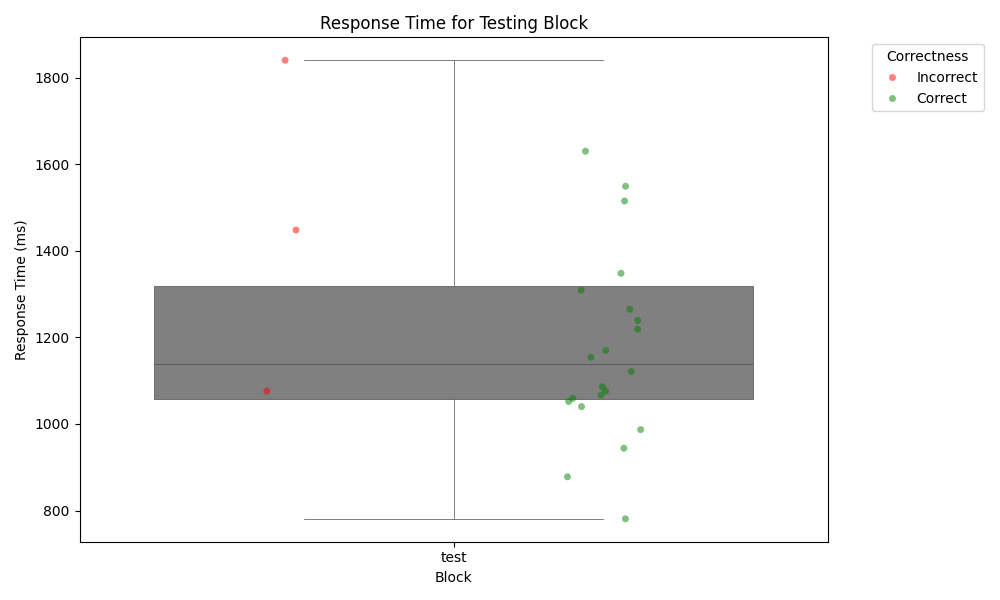 Response Time for Testing Block
Correctness
Incorrect
Correct
Response Time (ms)
1800
1600
1400
1200
1000
800
test
Block